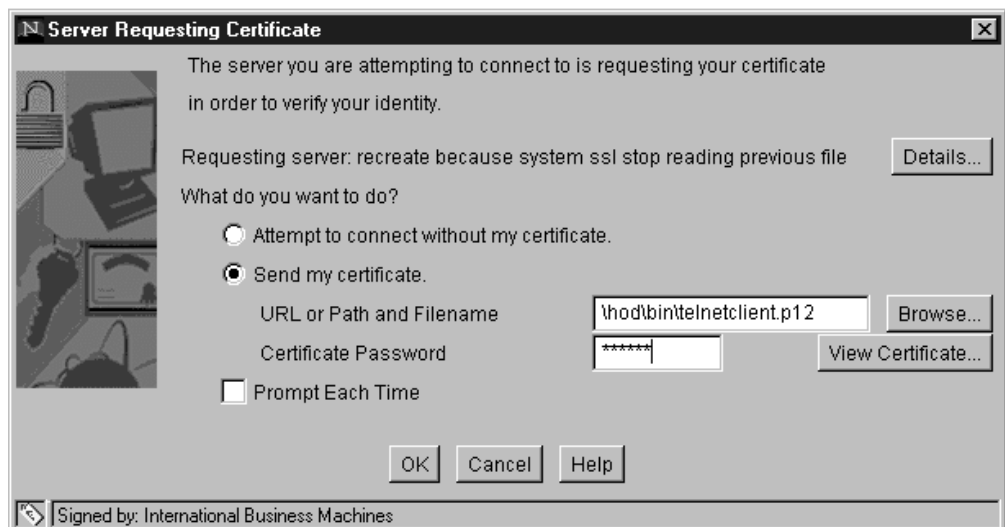 N Server Requesting Certificate
The server you are attempting to connect to is requesting your certificate
in order to verify your identity.
Requesting server: recreate because system ssl stop reading previous file Details...
What do you want to do?
Attempt to connect without my certificate.
Send my certificate.
URL or Path and Filename \hod\bin\telnetclient.p12 Browse...
Certificate Password ****** View Certificate...
Prompt Each Time
OK Cancel Help
Signed by: International Business Machines